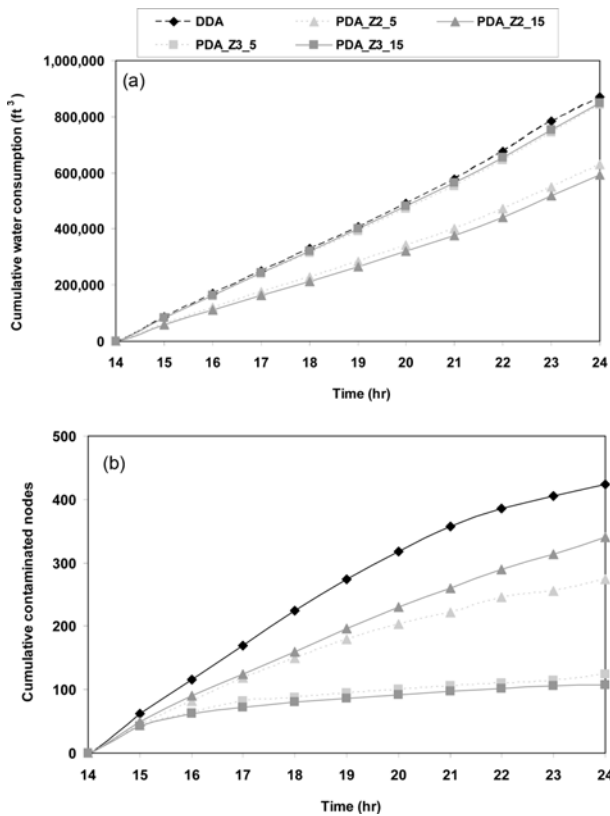 DDA PDA_Z2_5 PDA_Z2_15
PDA_Z3_5 PDA_Z3_15
(a)
Cumulative water consumption (ft³)
1,000,000
800,000
600,000
400,000
200,000
0
14 15 16 17 18 19 20 21 22 23 24
Time (hr)
(b)
Cumulative contaminated nodes
500
400
300
200
100
0
14 15 16 17 18 19 20 21 22 23 24
Time (hr)